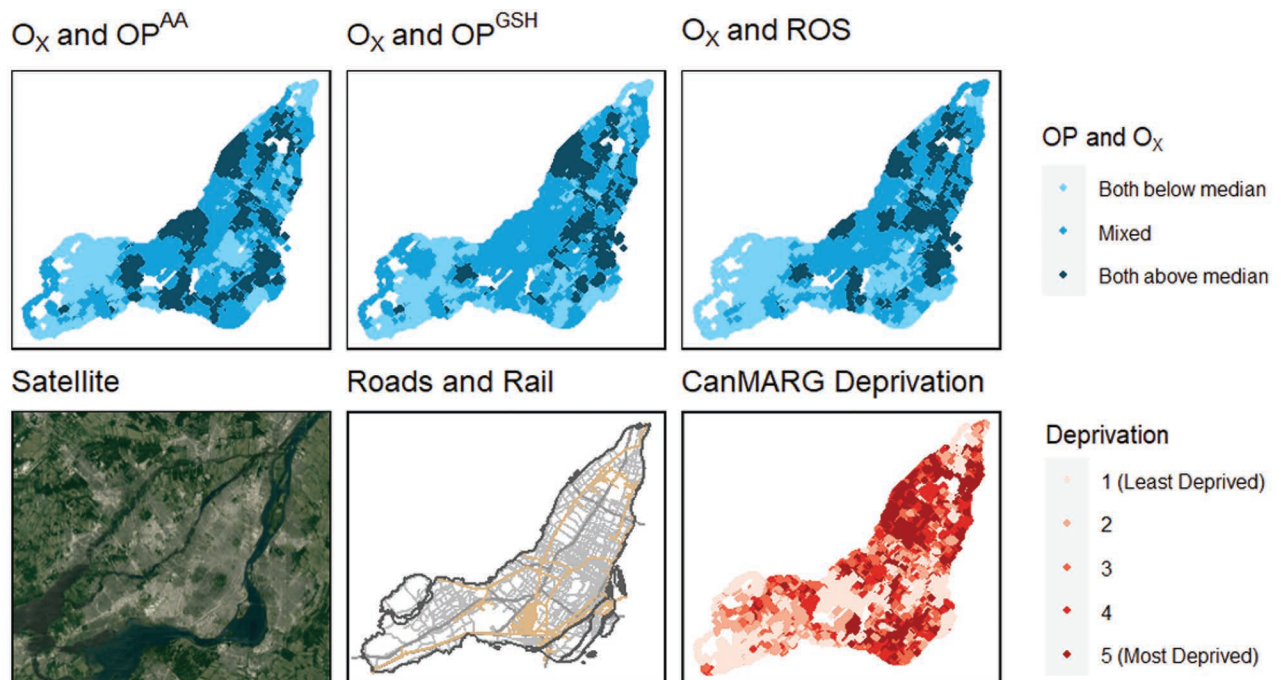 Oₓ and OPᴬᴬ
Oₓ and OPᴳˢᴴ
Oₓ and ROS
OP and Oₓ
Both below median
Mixed
Both above median
Satellite
Roads and Rail
CanMARG Deprivation
Deprivation
1 (Least Deprived)
2
3
4
5 (Most Deprived)